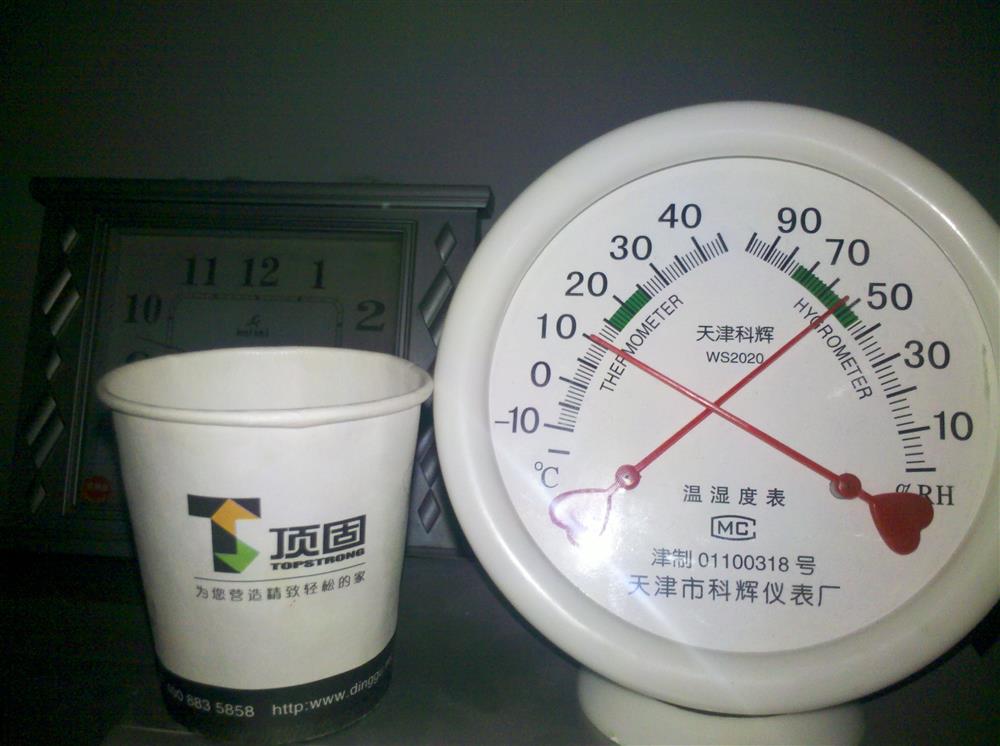 11 12 1
10 2
顶固
TOPSTRONG
为您营造精致轻松的家
883 5858 http:www.dingg
40 90
30 70
20 50
10 30
0 10
-10
°C RH
THERMOMETER
HYGROMETER
天津科辉
WS2020
温湿度表
MC
津制 01100318 号
天津市科辉仪表厂